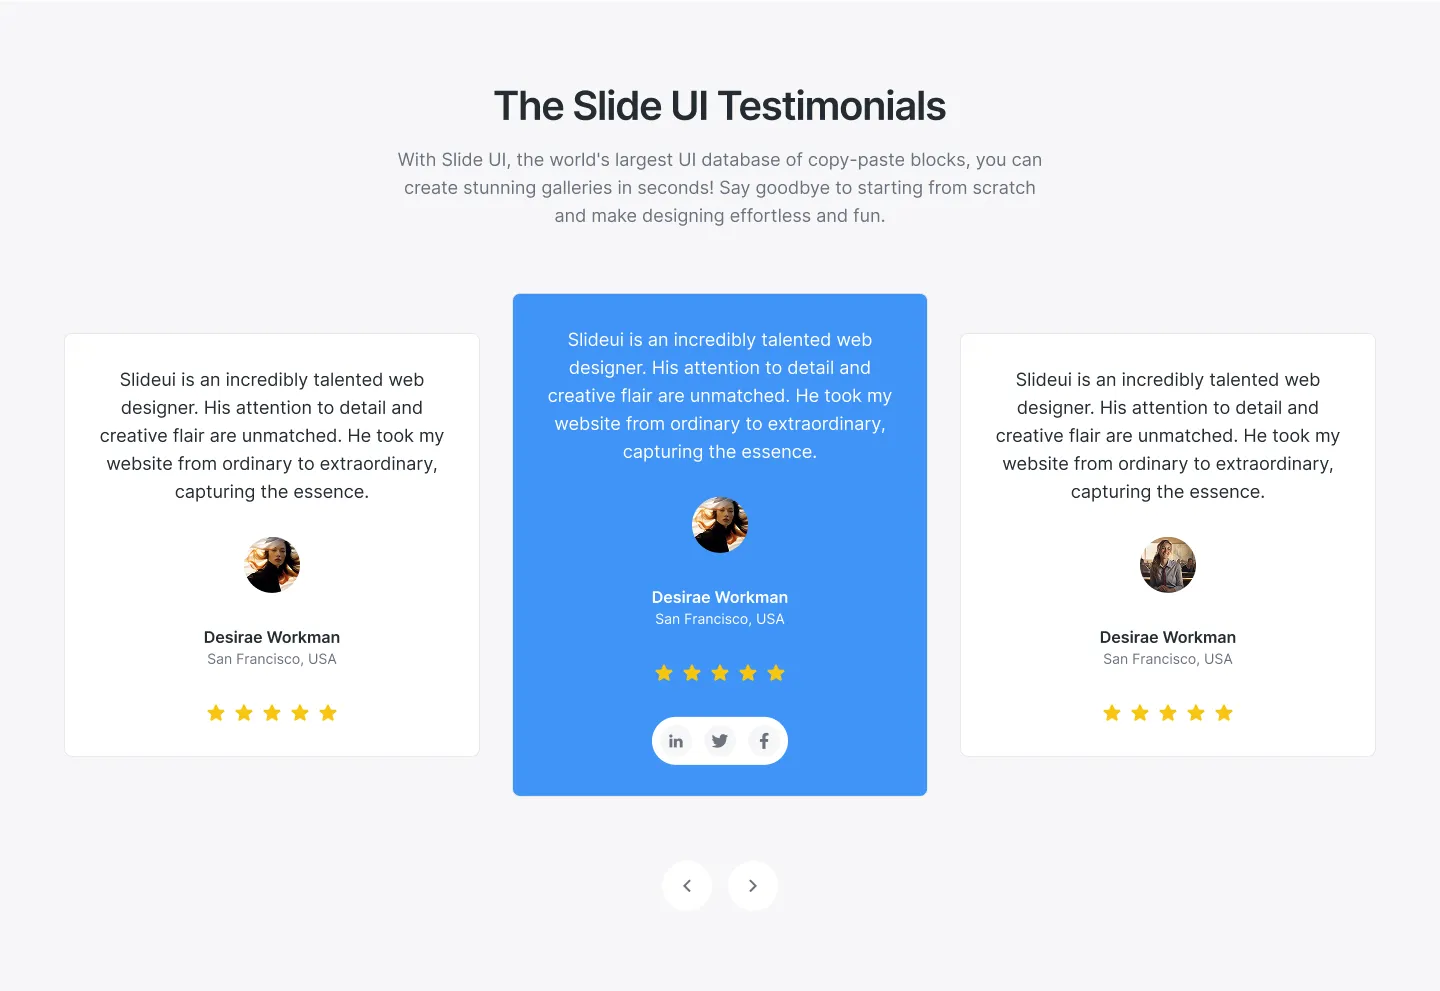 The Slide UI Testimonials
With Slide UI, the world's largest UI database of copy-paste blocks, you can
create stunning galleries in seconds! Say goodbye to starting from scratch
and make designing effortless and fun.
Slideui is an incredibly talented web
designer. His attention to detail and
creative flair are unmatched. He took my
website from ordinary to extraordinary,
capturing the essence.
Desirae Workman
San Francisco, USA
Slideui is an incredibly talented web
designer. His attention to detail and
creative flair are unmatched. He took my
website from ordinary to extraordinary,
capturing the essence.
Desirae Workman
San Francisco, USA
in
f
Slideui is an incredibly talented web
designer. His attention to detail and
creative flair are unmatched. He took my
website from ordinary to extraordinary,
capturing the essence.
Desirae Workman
San Francisco, USA